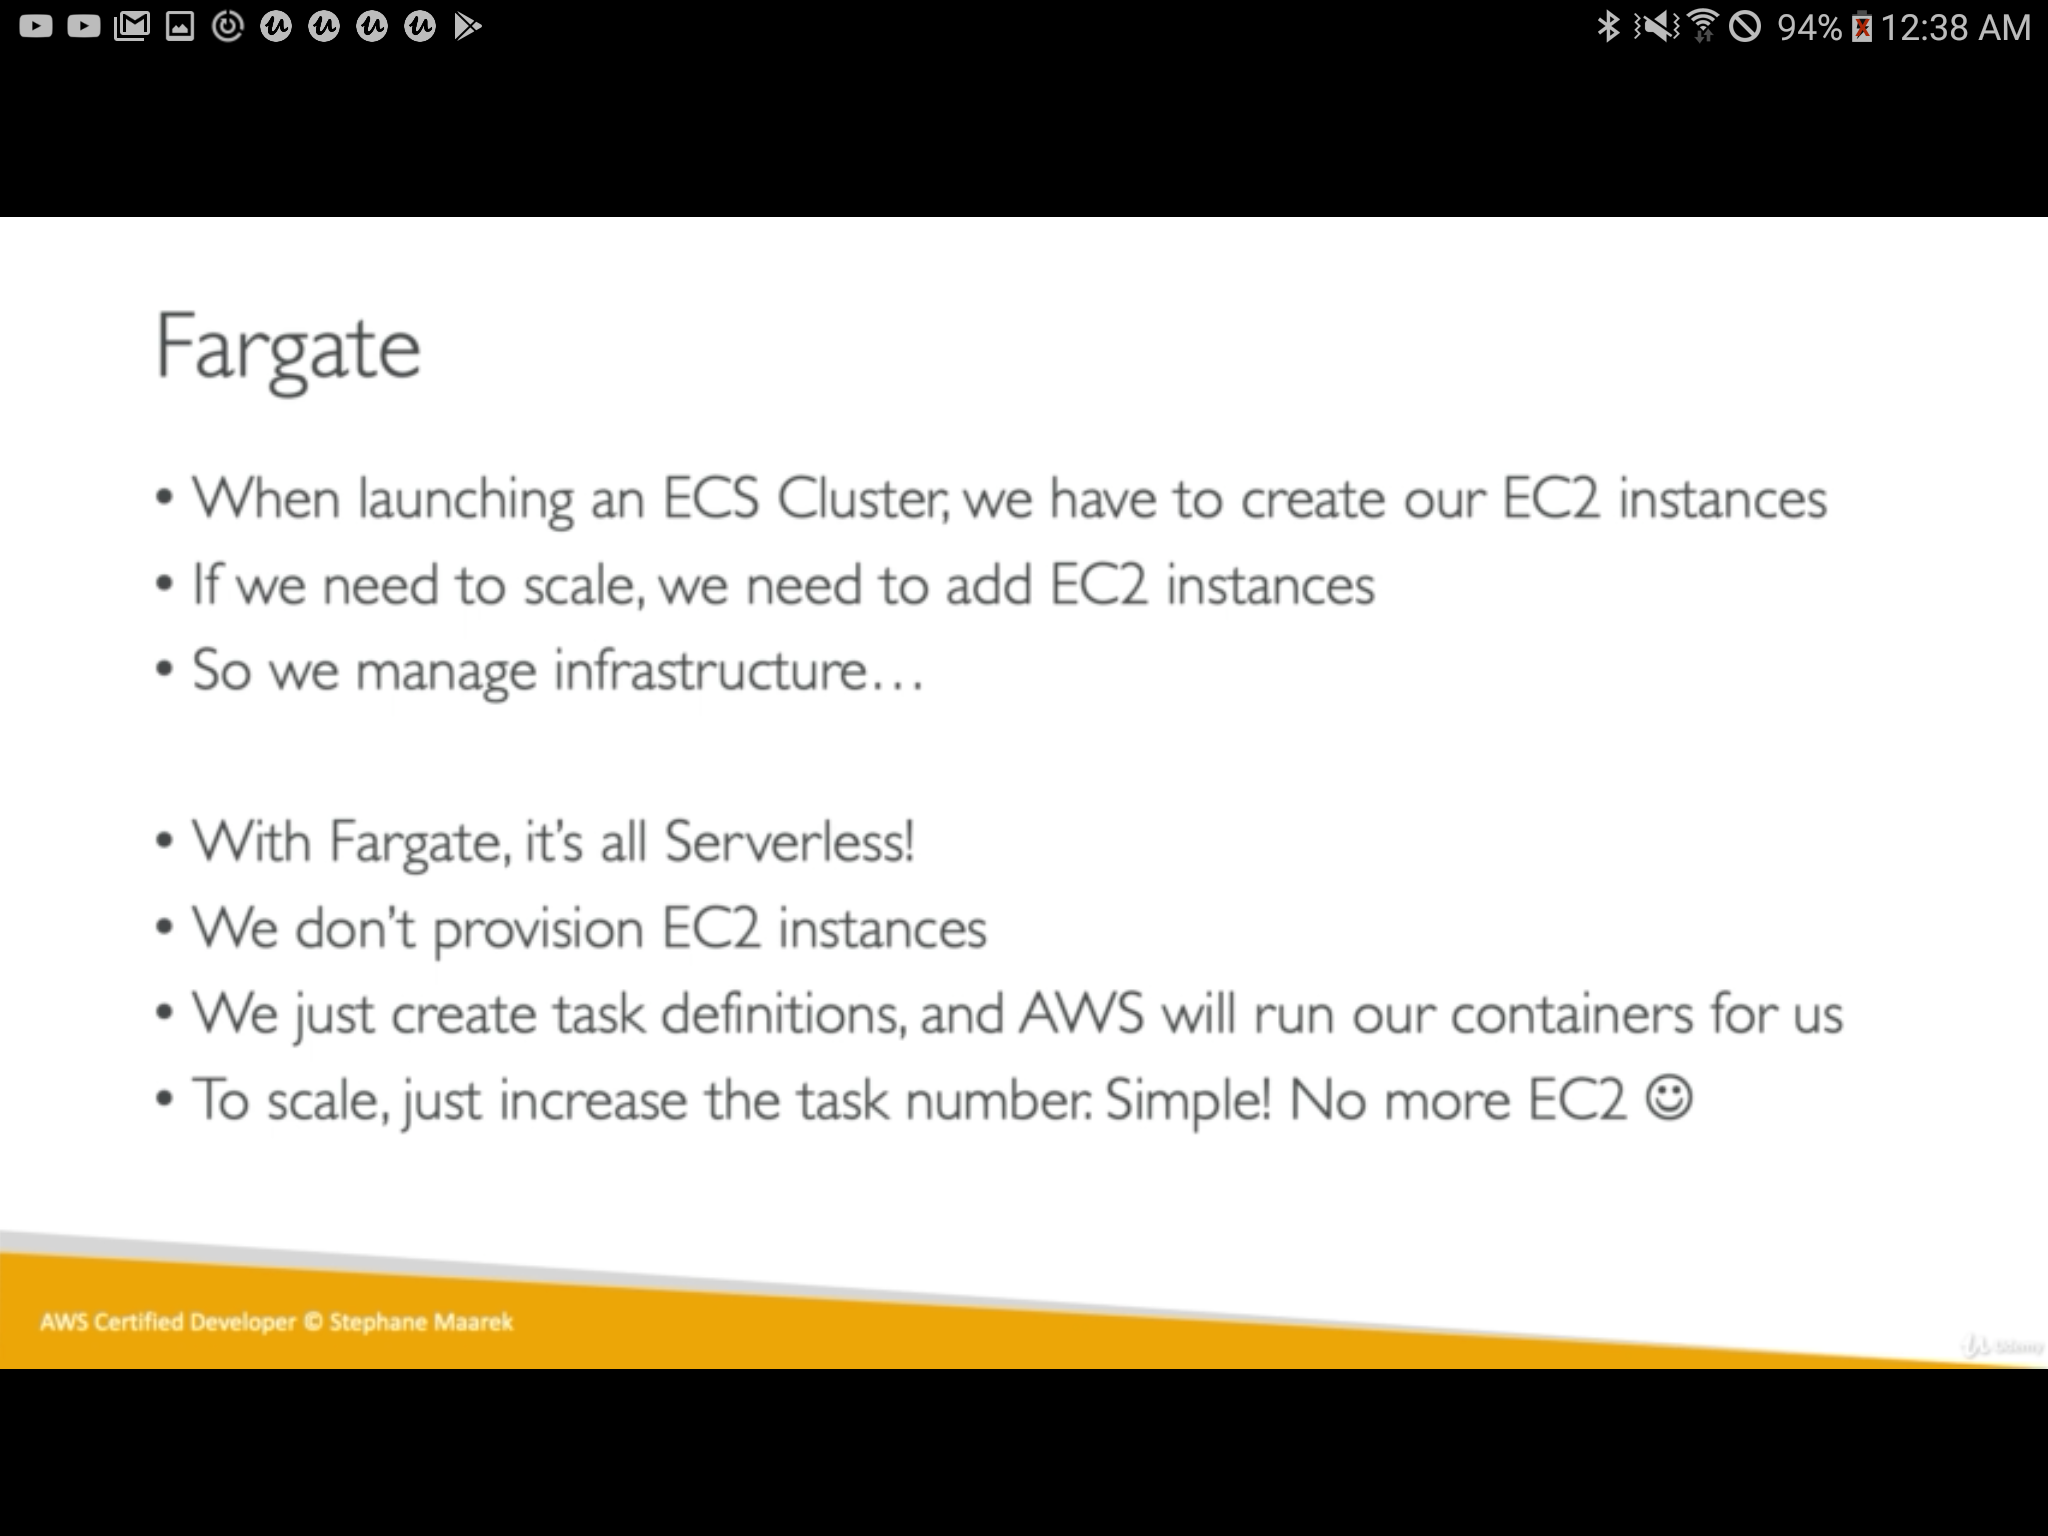 94% 12:38 AM
Fargate
• When launching an ECS Cluster, we have to create our EC2 instances
• If we need to scale, we need to add EC2 instances
• So we manage infrastructure...
• With Fargate, it's all Serverless!
• We don't provision EC2 instances
• We just create task definitions, and AWS will run our containers for us
• To scale, just increase the task number. Simple! No more EC2 ☺
AWS Certified Developer © Stephane Maarek
Udemy